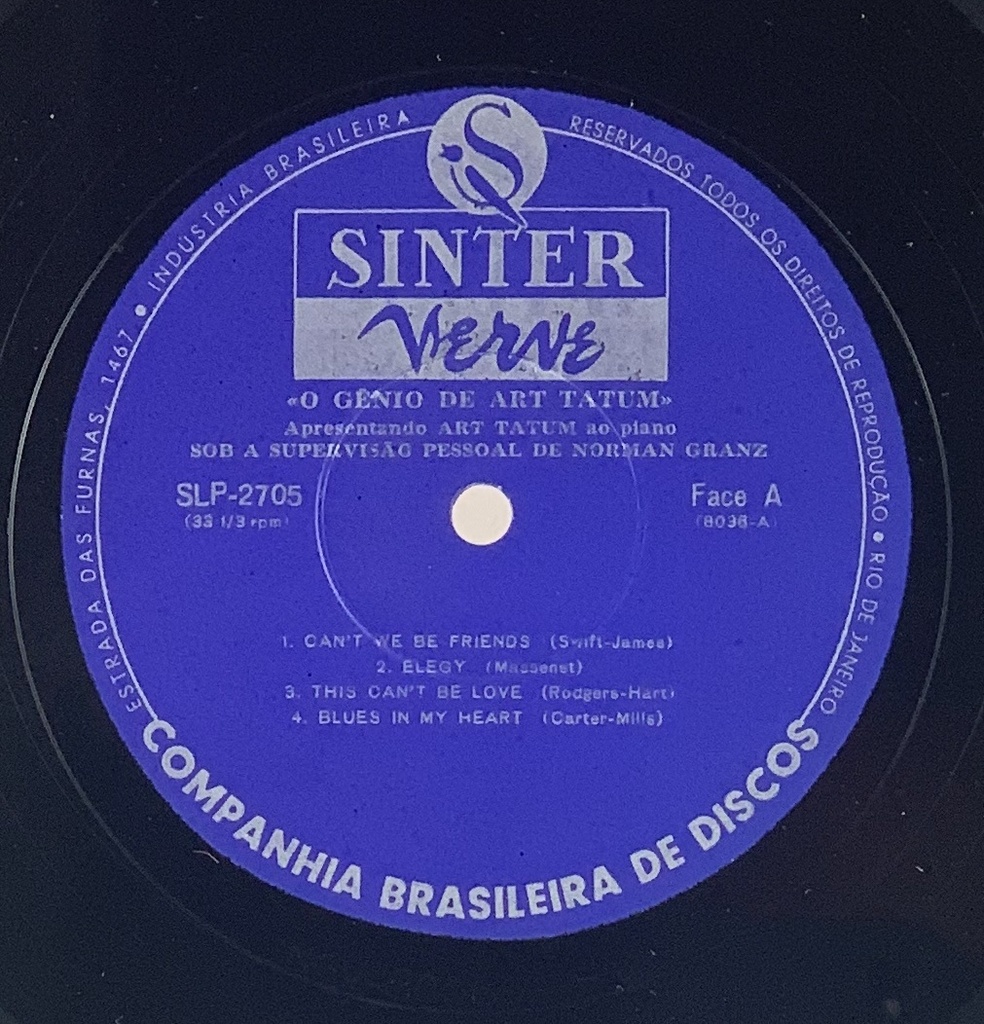 ESTRADA DAS FURNAS, 1467 • INDÚSTRIA BRASILEIRA
RESERVADOS TODOS OS DIREITOS DE REPRODUÇÃO • RIO DE JANEIRO
S
SINTER
Verve
«O GÊNIO DE ART TATUM»
Apresentando ART TATUM ao piano
SOB A SUPERVISÃO PESSOAL DE NORMAN GRANZ
SLP-2705
(33 1/3 rpm)
Face A
(8036-A)
1. CAN'T WE BE FRIENDS (Swift-James)
2. ELEGY (Massenet)
3. THIS CAN'T BE LOVE (Rodgers-Hart)
4. BLUES IN MY HEART (Carter-Mills)
COMPANHIA BRASILEIRA DE DISCOS